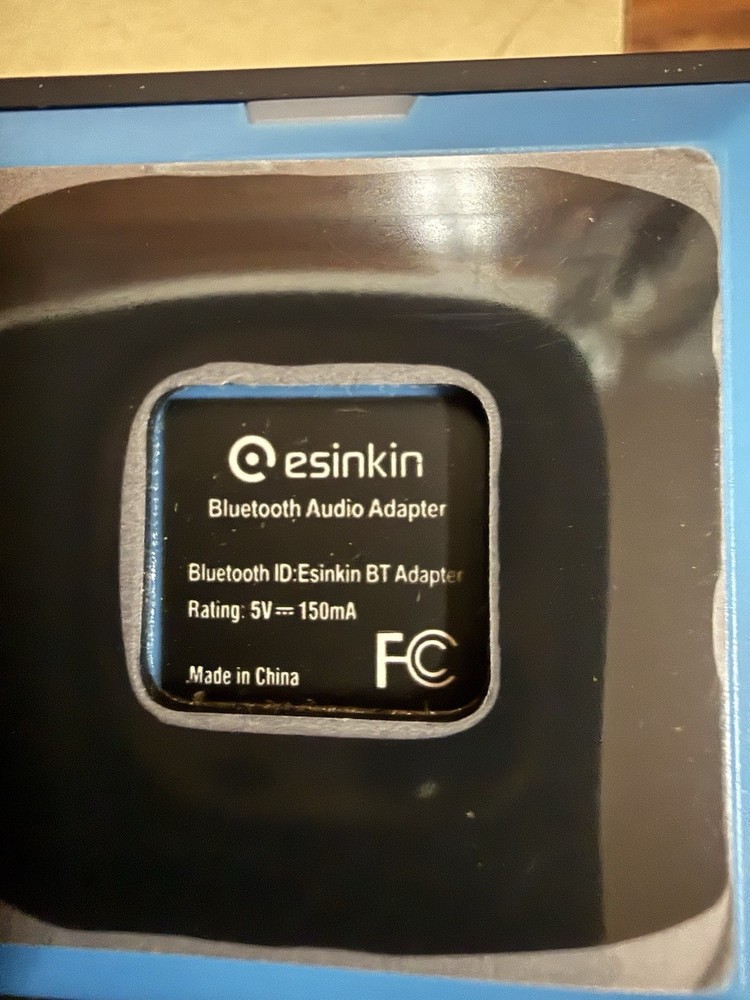 esinkin
Bluetooth Audio Adapter
Bluetooth ID:Esinkin BT Adapter
Rating: 5V⎓150mA
FC
Made in China